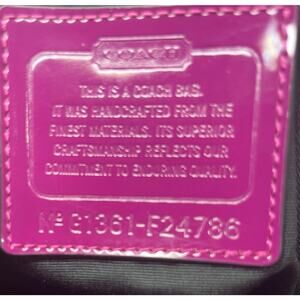 COACH
THIS IS A COACH BAG.
IT WAS HANDCRAFTED FROM THE
FINEST MATERIALS. ITS SUPERIOR
CRAFTSMANSHIP REFLECTS OUR
COMMITMENT TO ENDURING QUALITY.
Nº G1361-F24786